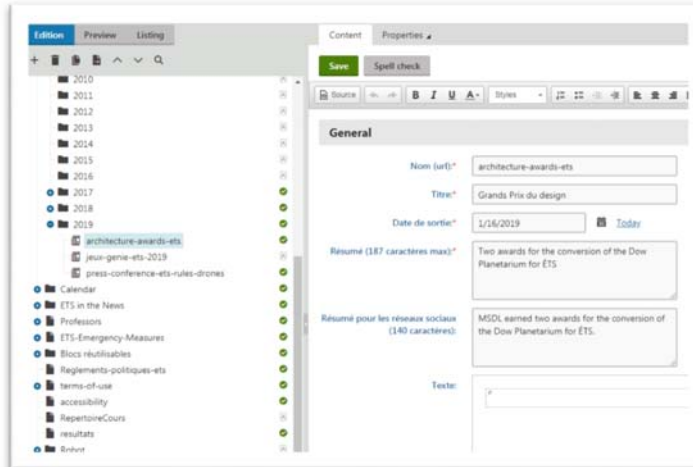 Edition Preview Listing
2010
2011
2012
2013
2014
2015
2016
2017
2018
2019
architecture-awards-ets
jeux-genie-ets-2019
press-conference-ets-rules-drones
Calendar
ETS in the News
Professors
ETS-Emergency-Measures
Blocs réutilisables
Reglements-politiques-ets
terms-of-use
accessibility
RepertoireCours
resultats
Robot
Content Properties
Save Spell check
Source B I U A Styles
General
Nom (url):* architecture-awards-ets
Titre:* Grands Prix du design
Date de sortie:* 1/16/2019 Today
Résumé (187 caractères max):* Two awards for the conversion of the Dow
Planetarium for ÉTS
Résumé pour les réseaux sociaux
(140 caractères):
MSDL earned two awards for the conversion of
the Dow Planetarium for ÉTS.
Texte: